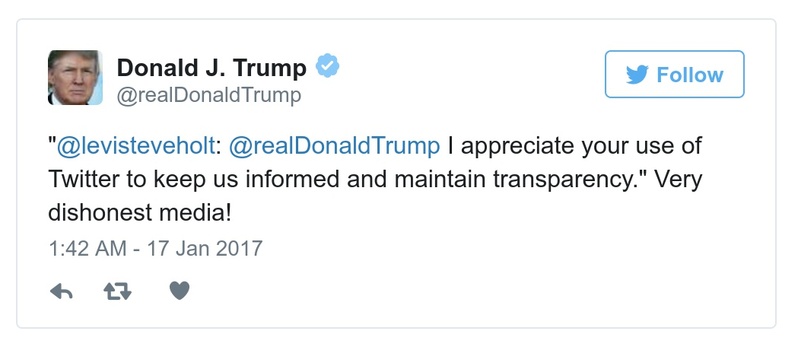 Donald J. Trump
@realDonaldTrump
Follow
"@levisteveholt: @realDonaldTrump I appreciate your use of
Twitter to keep us informed and maintain transparency." Very
dishonest media!
1:42 AM - 17 Jan 2017